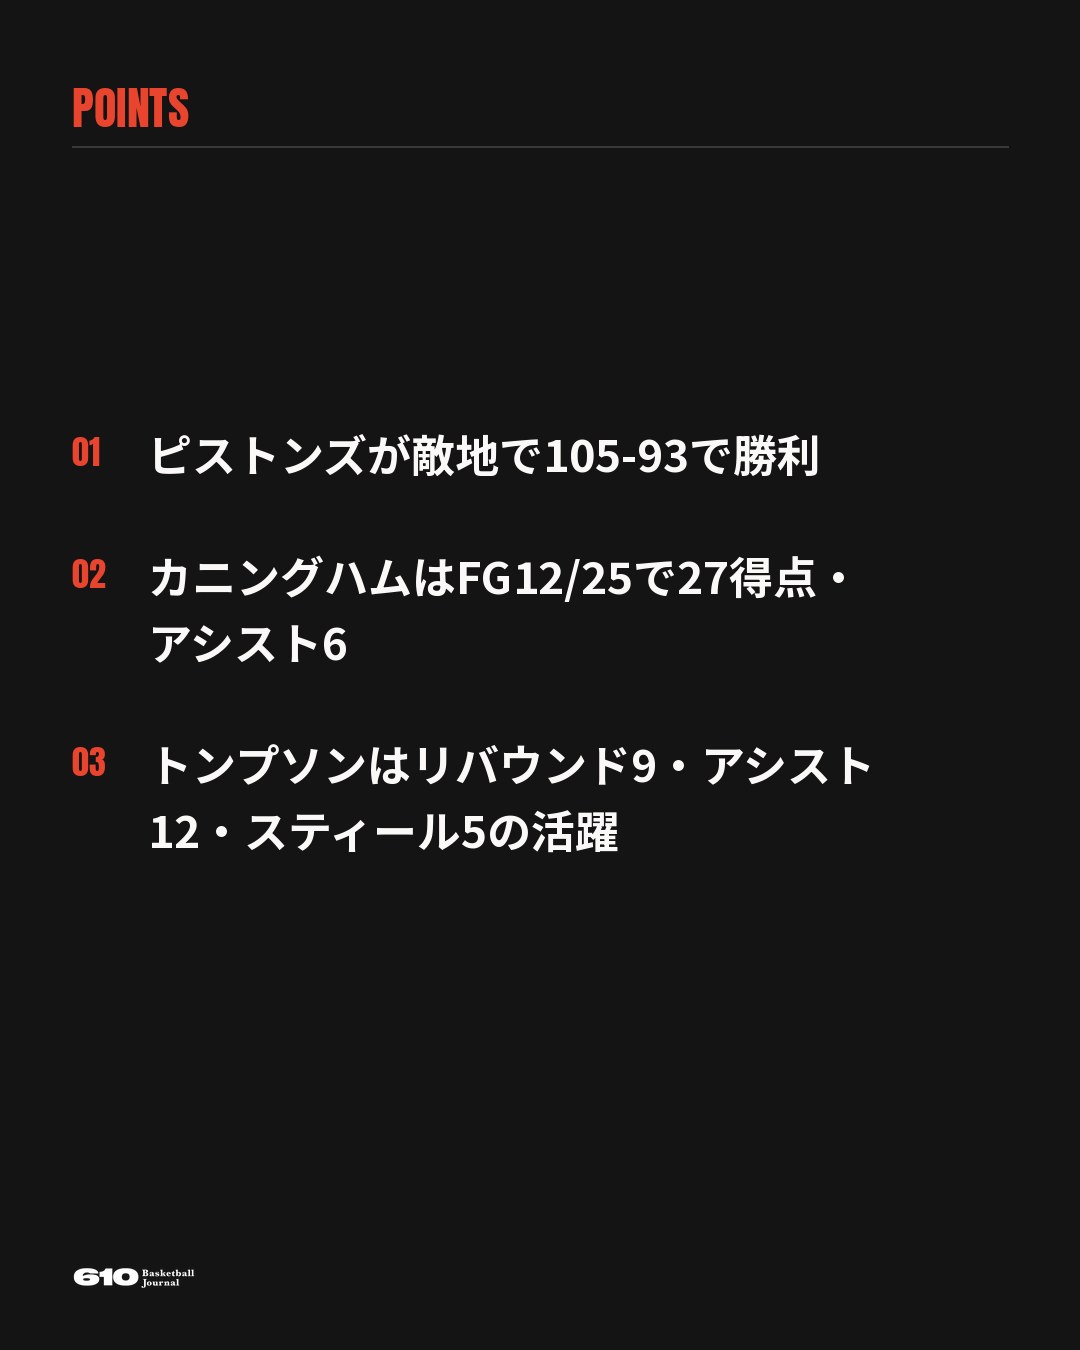 POINTS
01 ピストンズが敵地で105-93で勝利
02 カニングハムはFG12/25で27得点・
アシスト6
03 トンプソンはリバウンド9・アシスト
12・スティール5の活躍
610 Basketball
Journal